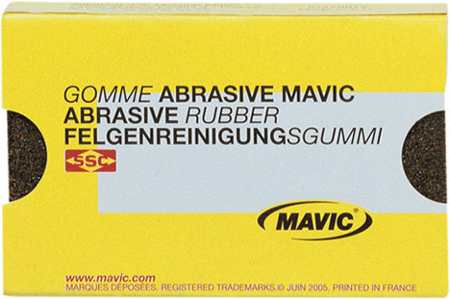 GOMME ABRASIVE MAVIC
ABRASIVE RUBBER
FELGENREINIGUNGSGUMMI
SSC
MAVIC
www.mavic.com
MARQUES DÉPOSÉES. REGISTERED TRADEMARKS.© JUIN 2005. PRINTED IN FRANCE